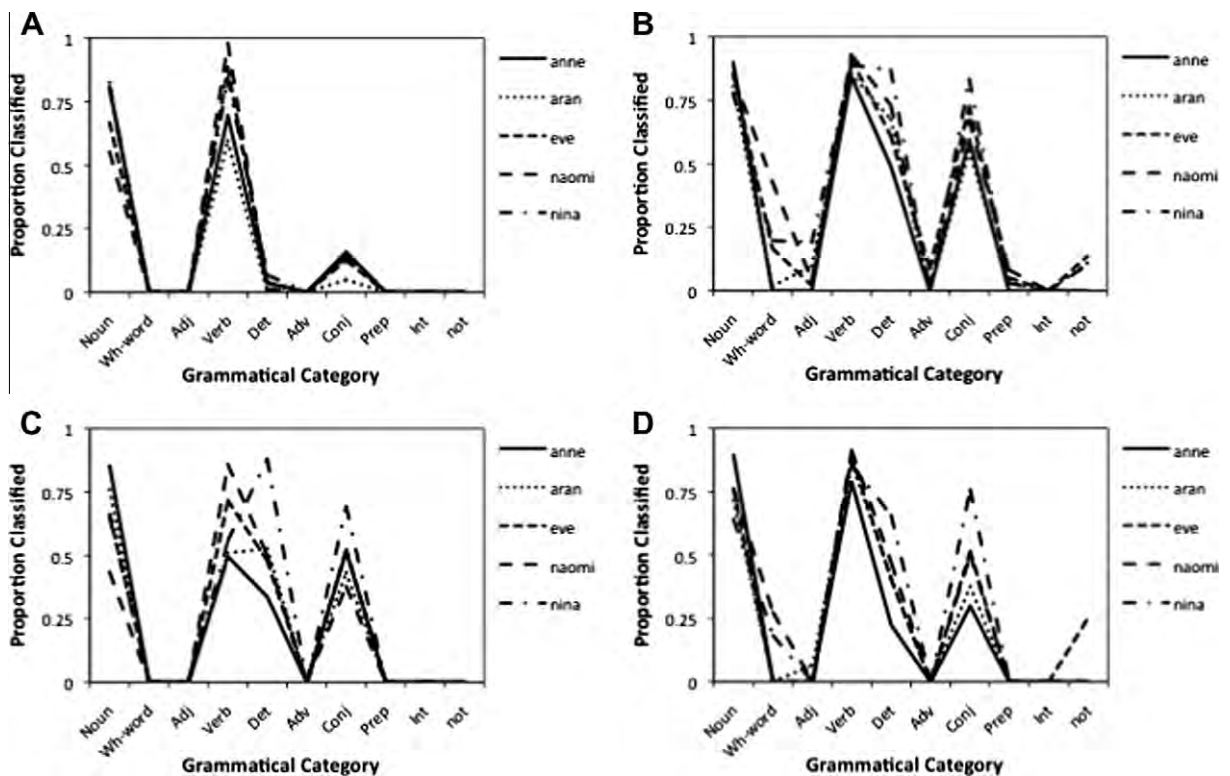 A
Proportion Classified
1
0.75
0.5
0.25
0
Noun
Wh-word
Adj
Verb
Det
Adv
Conj
Prep
Int
not
Grammatical Category
anne
aran
eve
naomi
nina
B
Proportion Classified
1
0.75
0.5
0.25
0
Noun
Wh-word
Adj
Verb
Det
Adv
Conj
Prep
Int
not
Grammatical Category
anne
aran
eve
naomi
nina
C
Proportion Classified
1
0.75
0.5
0.25
0
Noun
Wh-word
Adj
Verb
Det
Adv
Conj
Prep
Int
not
Grammatical Category
anne
aran
eve
naomi
nina
D
Proportion Classified
1
0.75
0.5
0.25
0
Noun
Wh-word
Adj
Verb
Det
Adv
Conj
Prep
Int
not
Grammatical Category
anne
aran
eve
naomi
nina